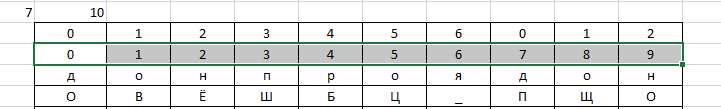 7 10
0 1 2 3 4 5 6 0 1 2
0 1 2 3 4 5 6 7 8 9
д о н п р о я д о н
О В Ё Ш Б Ц _ П Щ О